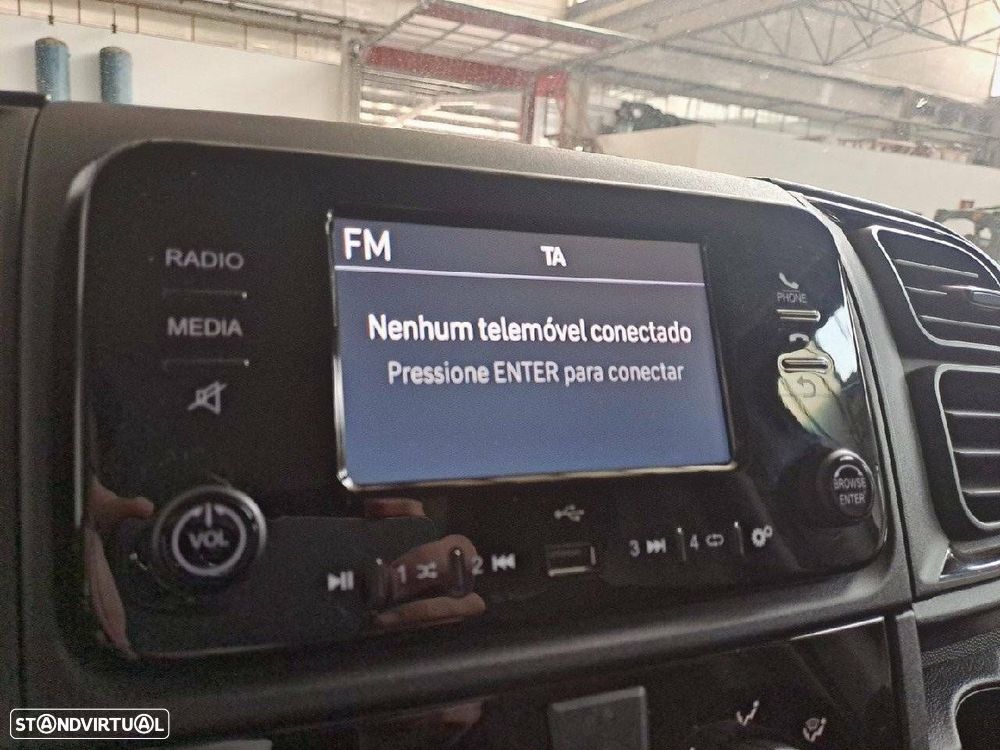 FM TA
RADIO
MEDIA
Nenhum telemóvel conectado
Pressione ENTER para conectar
PHONE
BROWSE
ENTER
VOL
1 2 3 4
STANDVIRTUAL